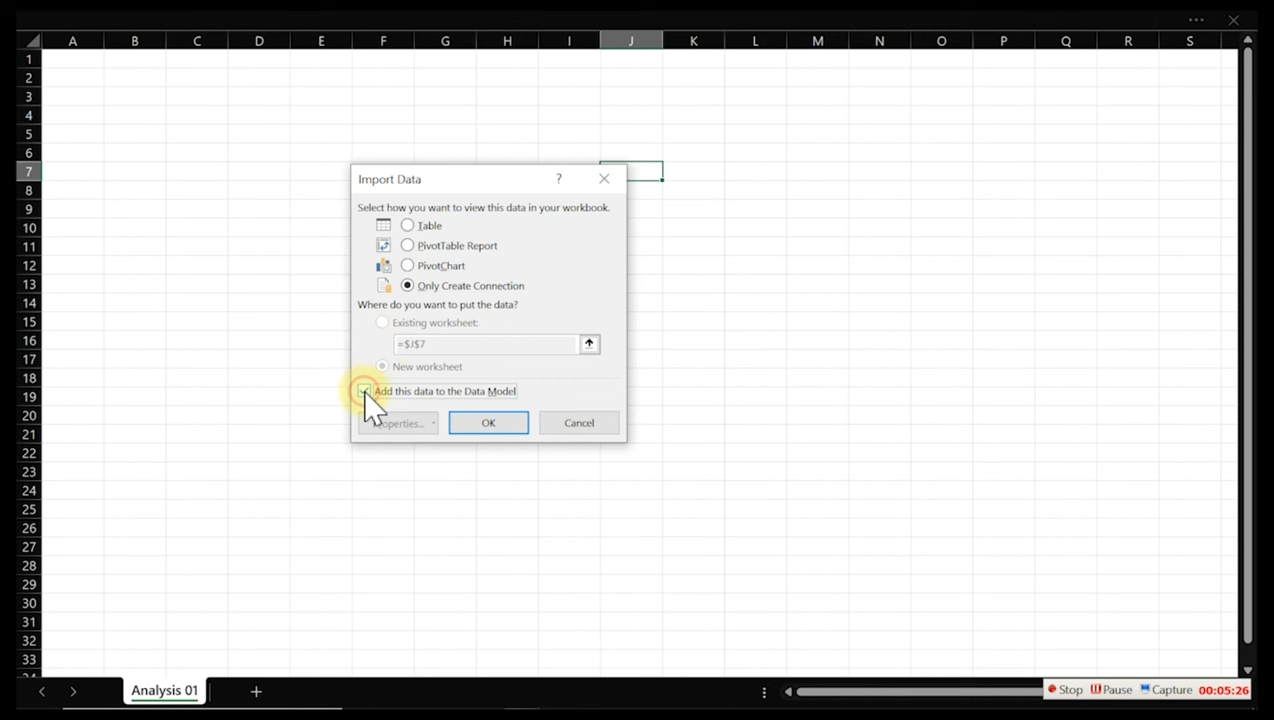 A B C D E F G H I J K L M N O P Q R S
1
2
3
4
5
6
7
8
9
10
11
12
13
14
15
16
17
18
19
20
21
22
23
24
25
26
27
28
29
30
31
32
33
Import Data ?
Select how you want to view this data in your workbook.
Table
PivotTable Report
PivotChart
Only Create Connection
Where do you want to put the data?
Existing worksheet:
=$J$7
New worksheet
Add this data to the Data Model
Properties... OK Cancel
Analysis 01
Stop Pause Capture 00:05:26